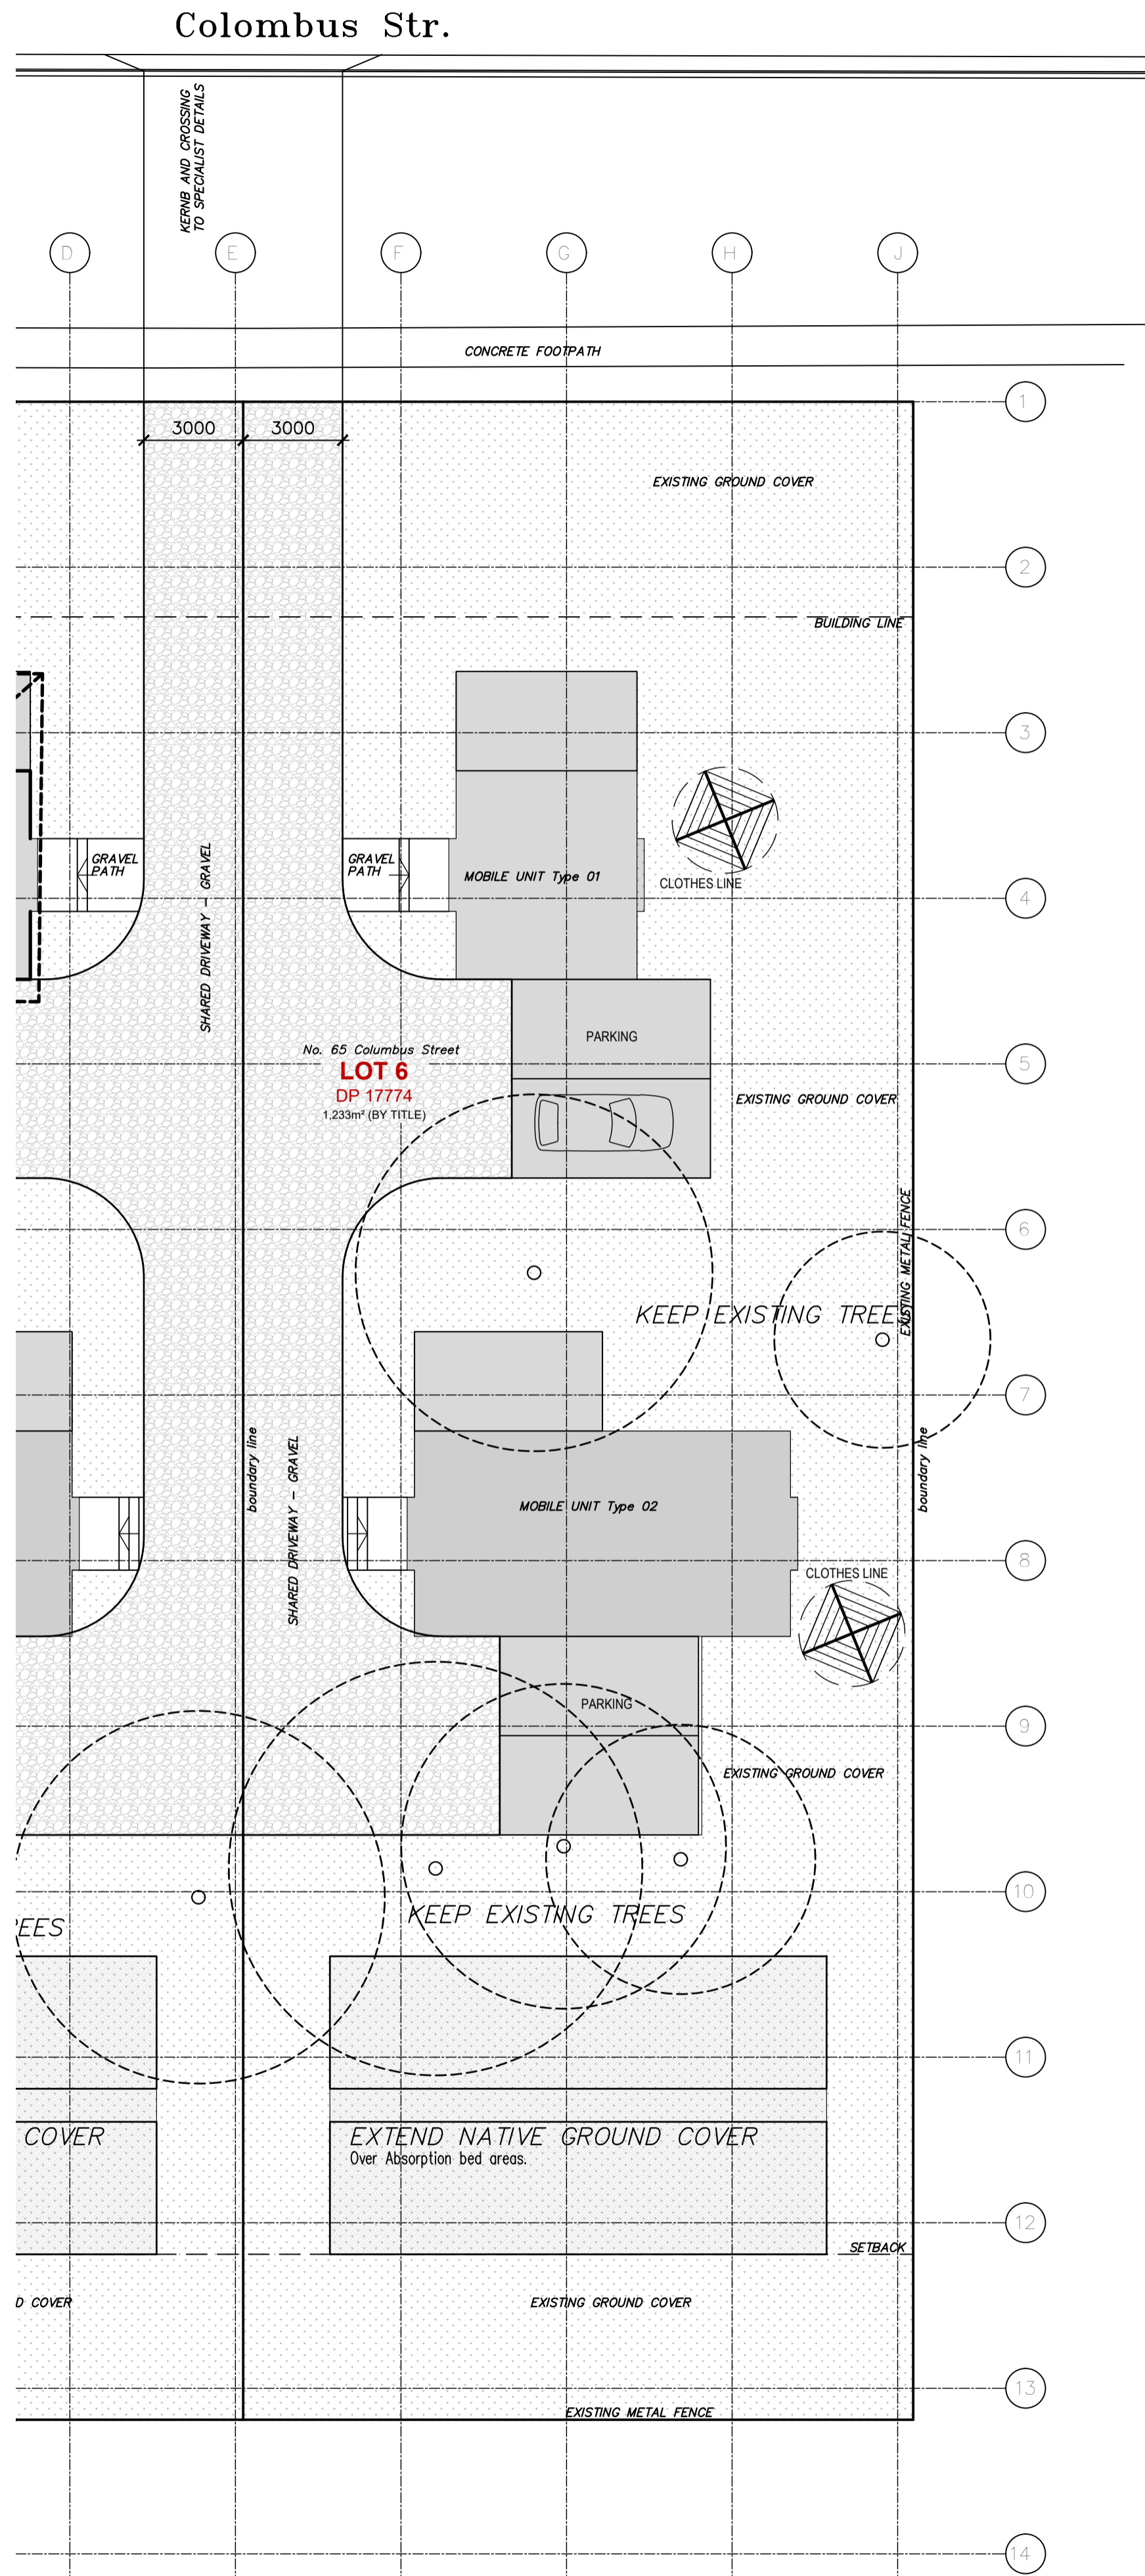 Colombus Str.
KERNB AND CROSSING
TO SPECIALIST DETAILS
D
E
F
G
H
J
CONCRETE FOOTPATH
1
3000
3000
EXISTING GROUND COVER
2
BUILDING LINE
3
GRAVEL
PATH
GRAVEL
PATH
MOBILE UNIT Type 01
CLOTHES LINE
4
SHARED DRIVEWAY - GRAVEL
PARKING
No. 65 Columbus Street
LOT 6
DP 17774
1,233m² (BY TITLE)
5
EXISTING GROUND COVER
6
EXISTING METAL FENCE
KEEP EXISTING TREES
7
boundary line
boundary line
SHARED DRIVEWAY - GRAVEL
MOBILE UNIT Type 02
8
CLOTHES LINE
PARKING
9
EXISTING GROUND COVER
10
KEEP EXISTING TREES
EES
11
COVER
EXTEND NATIVE GROUND COVER
Over Absorption bed areas.
12
SETBACK
D COVER
EXISTING GROUND COVER
13
EXISTING METAL FENCE
14